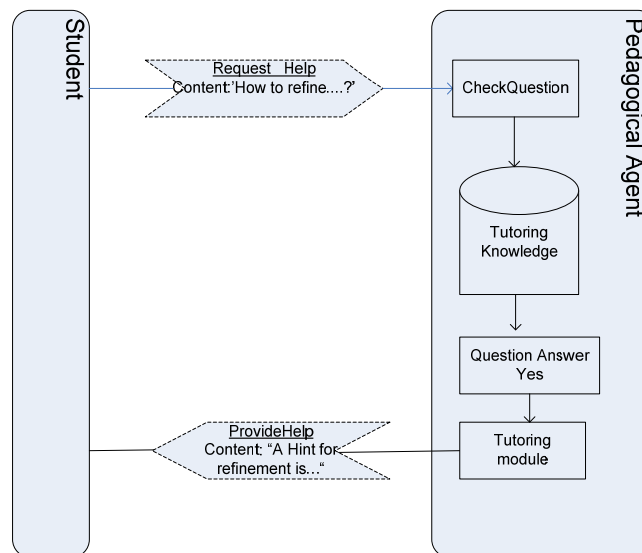 Student
Request   Help
Content:'How to refine....?'
Pedagogical Agent
CheckQuestion
Tutoring
Knowledge
Question Answer
Yes
ProvideHelp
Content: “A Hint for
refinement is...“
Tutoring
module